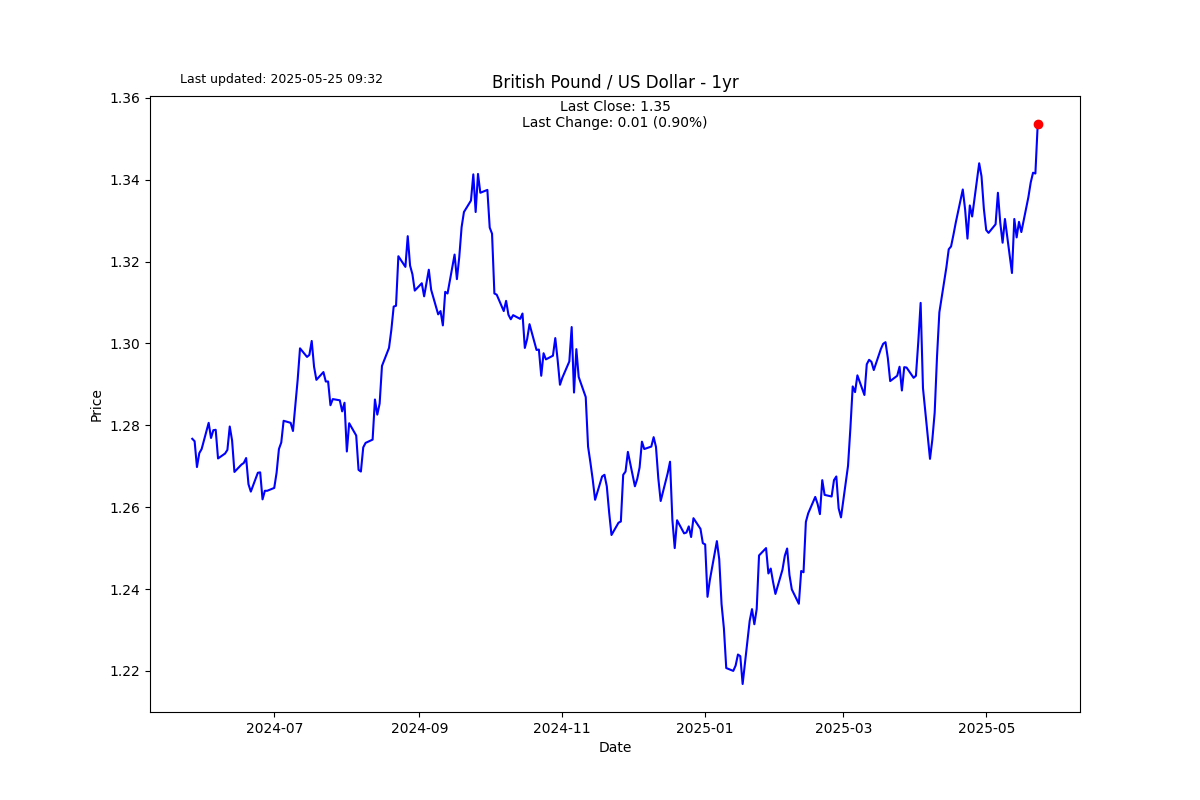 Last updated: 2025-05-25 09:32
British Pound / US Dollar - 1yr
Last Close: 1.35
Last Change: 0.01 (0.90%)
1.36
1.34
1.32
1.30
1.28
1.26
1.24
1.22
Price
2024-07
2024-09
2024-11
2025-01
2025-03
2025-05
Date